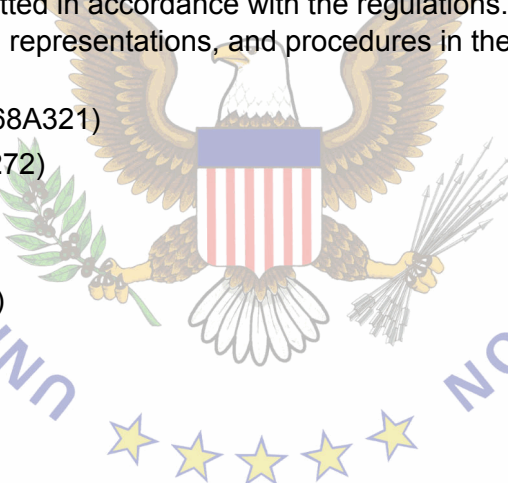 tted in accordance with the regulations.
representations, and procedures in the
68A321)
272)
)
UN
NO